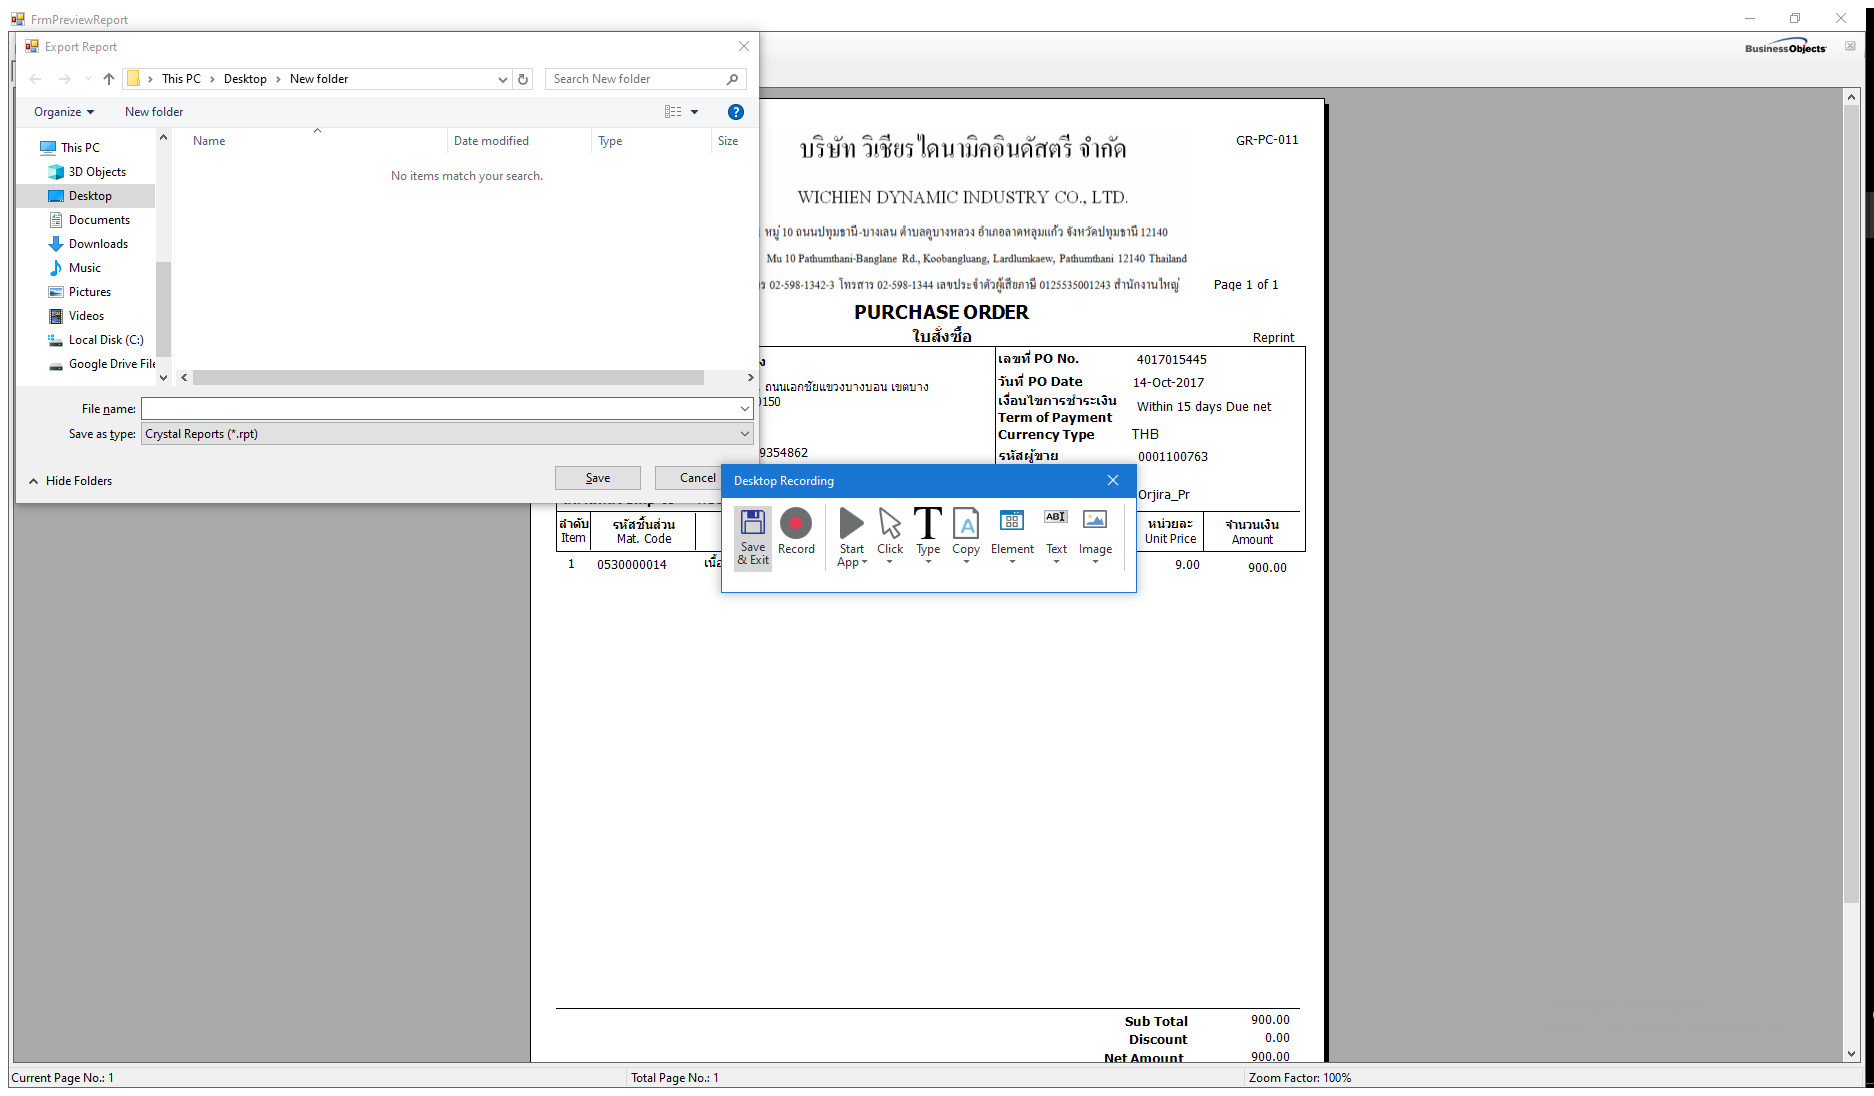 FrmPreviewReport
BusinessObjects
Export Report
This PC > Desktop > New folder
Search New folder
Organize
New folder
?
Name
Date modified
Type
Size
No items match your search.
This PC
3D Objects
Desktop
Documents
Downloads
Music
Pictures
Videos
Local Disk (C:)
Google Drive File
File name:
Save as type: Crystal Reports (*.rpt)
Hide Folders
Save
Cancel
บริษัท วิเชียรไดนามิคอินดัสตรี จำกัด
GR-PC-011
WICHIEN DYNAMIC INDUSTRY CO., LTD.
หมู่ 10 ถนนปทุมธานี-บางเลน ตำบลคูบางหลวง อำเภอลาดหลุมแก้ว จังหวัดปทุมธานี 12140
Mu 10 Pathumthani-Banglane Rd., Koobangluang, Lardlumkaew, Pathumthani 12140 Thailand
ร 02-598-1342-3 โทรสาร 02-598-1344 เลขประจำตัวผู้เสียภาษี 0125535001243 สำนักงานใหญ่
Page 1 of 1
PURCHASE ORDER
ใบสั่งซื้อ
Reprint
ง
ถนนเอกชัยแขวงบางบอน เขตบาง
0150
9354862
เลขที่ PO No. 4017015445
วันที่ PO Date 14-Oct-2017
เงื่อนไขการชำระเงิน
Term of Payment Within 15 days Due net
Currency Type THB
รหัสผู้ขาย 0001100763
Orjira_Pr
Desktop Recording
Save & Exit
Record
Start App
Click
Type
Copy
Element
Text
Image
ABI
A
ลำดับ รหัสชิ้นส่วน หน่วยละ จำนวนเงิน
Item Mat. Code Unit Price Amount
1 0530000014 เนื้อ 9.00 900.00
Sub Total 900.00
Discount 0.00
Net Amount 900.00
Current Page No.: 1
Total Page No.: 1
Zoom Factor: 100%